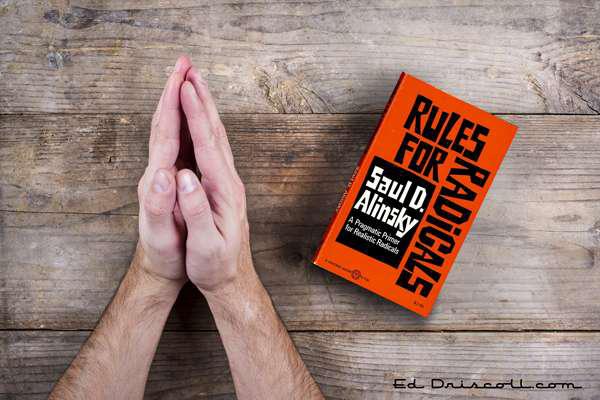 RULES
FOR
RADICALS
Saul D.
Alinsky
A Pragmatic Primer
for Realistic Radicals
Ed Driscoll.com